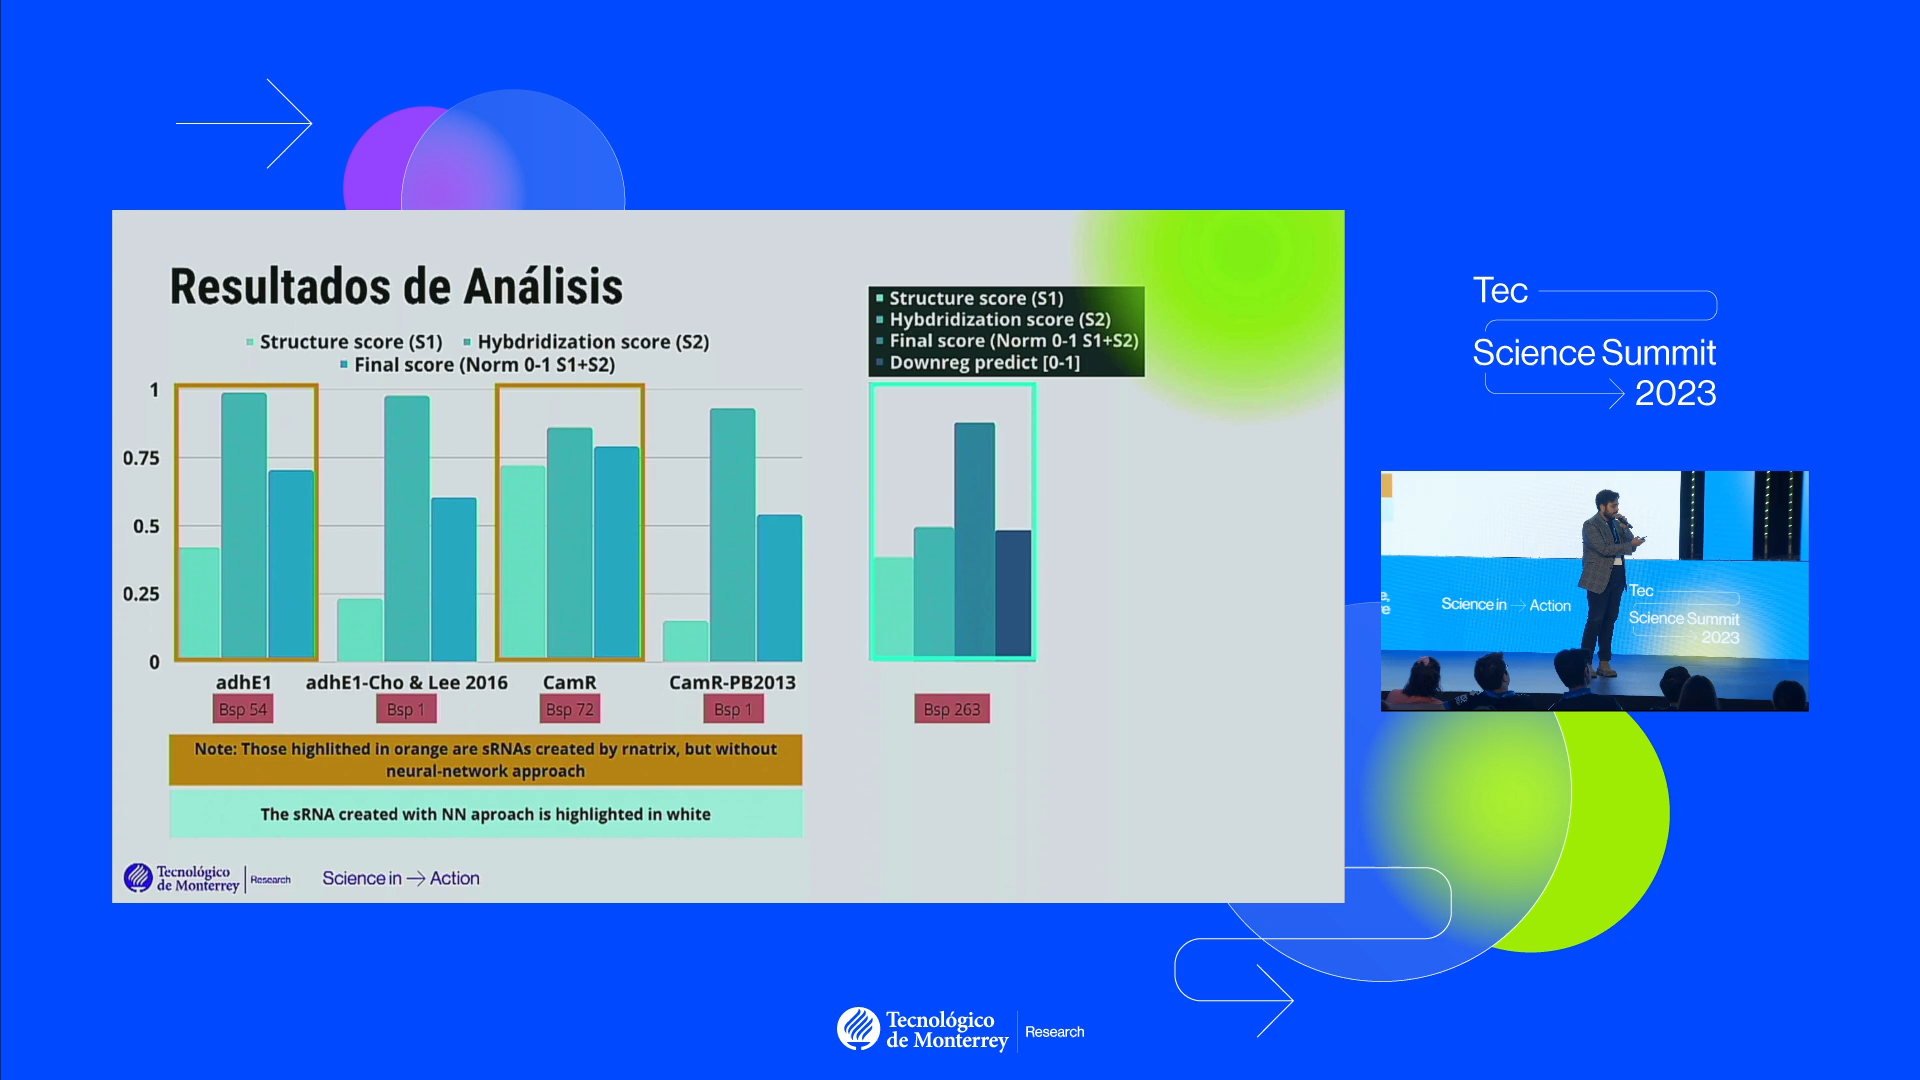 Resultados de Análisis
Structure score (S1) Hybdridization score (S2)
Final score (Norm 0-1 S1+S2)
1
0.75
0.5
0.25
0
adhE1 adhE1-Cho & Lee 2016 CamR CamR-PB2013
Bsp 54 Bsp 1 Bsp 72 Bsp 1
Structure score (S1)
Hybdridization score (S2)
Final score (Norm 0-1 S1+S2)
Downreg predict [0-1]
Bsp 263
Note: Those highlithed in orange are sRNAs created by rnatrix, but without
neural-network approach
The sRNA created with NN aproach is highlighted in white
Tecnológico
de Monterrey Research
Science in Action
Tec
Science Summit
2023
Science in Action
Tec
Science Summit
2023
Tecnológico
de Monterrey
Research